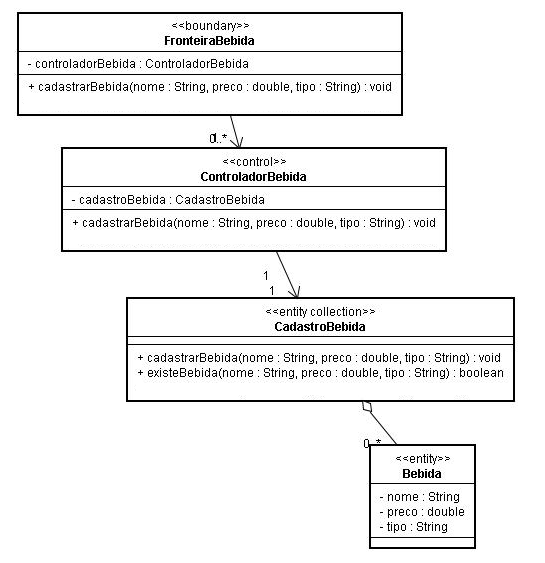 <<boundary>>
FronteiraBebida
- controladorBebida : ControladorBebida
+ cadastrarBebida(nome : String, preco : double, tipo : String) : void
0..*
<<control>>
ControladorBebida
- cadastroBebida : CadastroBebida
+ cadastrarBebida(nome : String, preco : double, tipo : String) : void
1
1
<<entity collection>>
CadastroBebida
+ cadastrarBebida(nome : String, preco : double, tipo : String) : void
+ existeBebida(nome : String, preco : double, tipo : String) : boolean
0..*
<<entity>>
Bebida
- nome : String
- preco : double
- tipo : String